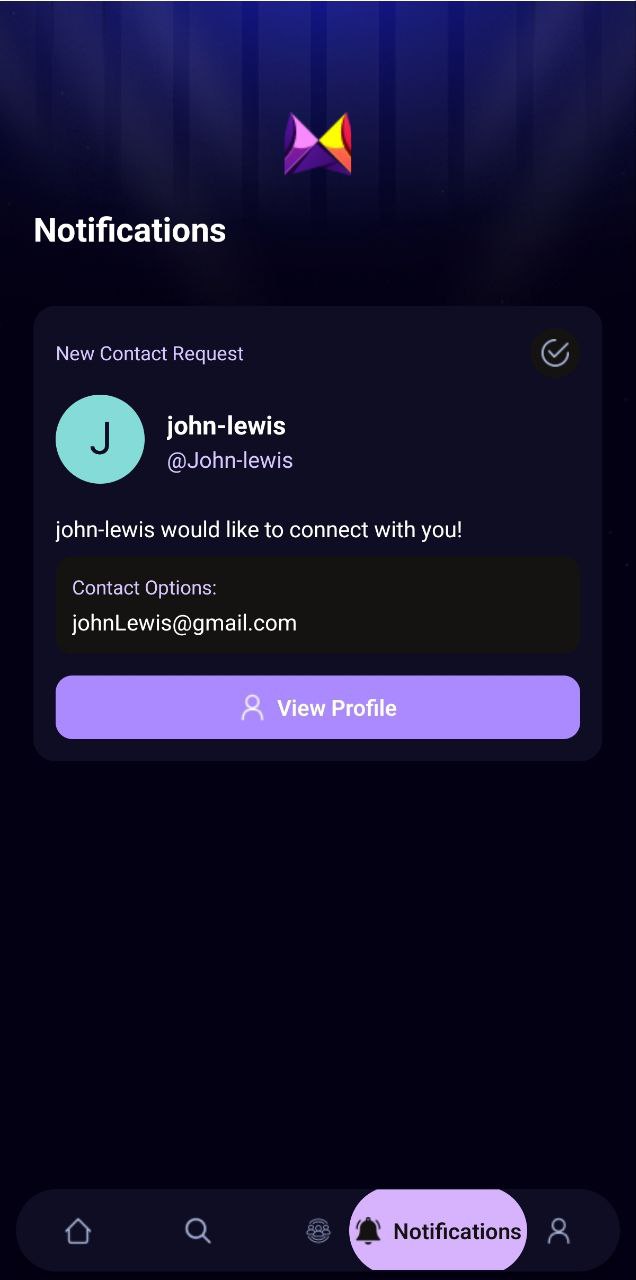 Notifications
New Contact Request
J
john-lewis
@John-lewis
john-lewis would like to connect with you!
Contact Options:
johnLewis@gmail.com
View Profile
Notifications